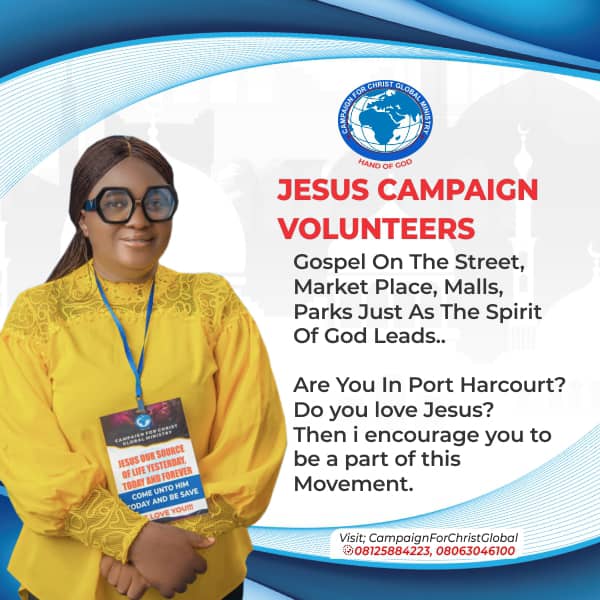 CAMPAIGN FOR CHRIST GLOBAL MINISTRY
HAND OF GOD
JESUS CAMPAIGN
VOLUNTEERS
Gospel On The Street,
Market Place, Malls,
Parks Just As The Spirit
Of God Leads..
Are You In Port Harcourt?
Do you love Jesus?
Then i encourage you to
be a part of this
Movement.
CAMPAIGN FOR CHRIST
GLOBAL MINISTRY
JESUS OUR SOURCE
OF LIFE YESTERDAY,
TODAY AND FOREVER
COME UNTO HIM
TODAY AND BE SAVE
LOVE YOU!!!
Visit; CampaignForChristGlobal
08125884223, 08063046100